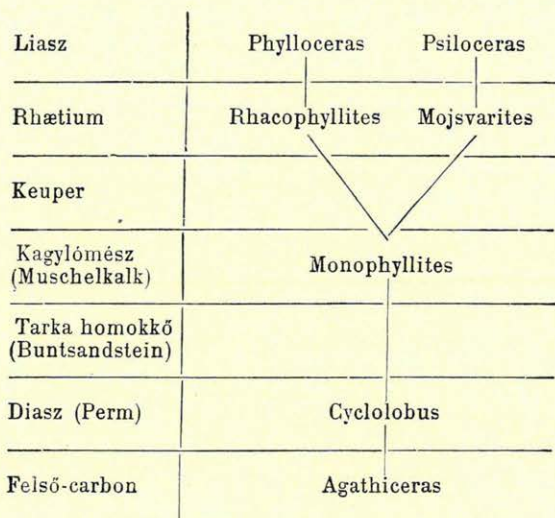 Liasz Phylloceras Psiloceras
Rhætium Rhacophyllites Mojsvarites
Keuper
Kagylómész
(Muschelkalk) Monophyllites
Tarka homokkő
(Buntsandstein)
Diasz (Perm) Cyclolobus
Felső-carbon Agathiceras